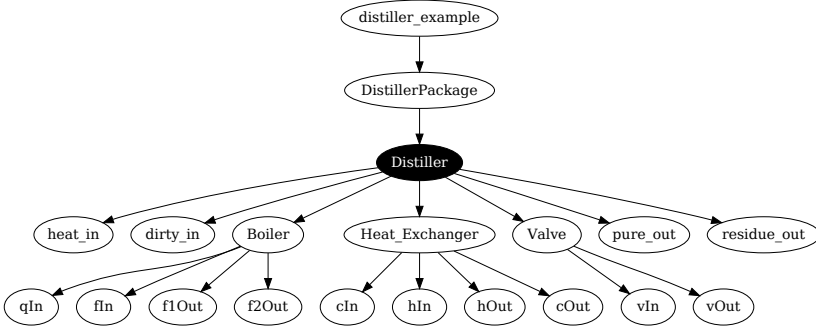 distiller_example
DistillerPackage
Distiller
heat_in dirty_in Boiler Heat_Exchanger Valve pure_out residue_out
qIn fIn f1Out f2Out cIn hIn hOut cOut vIn vOut